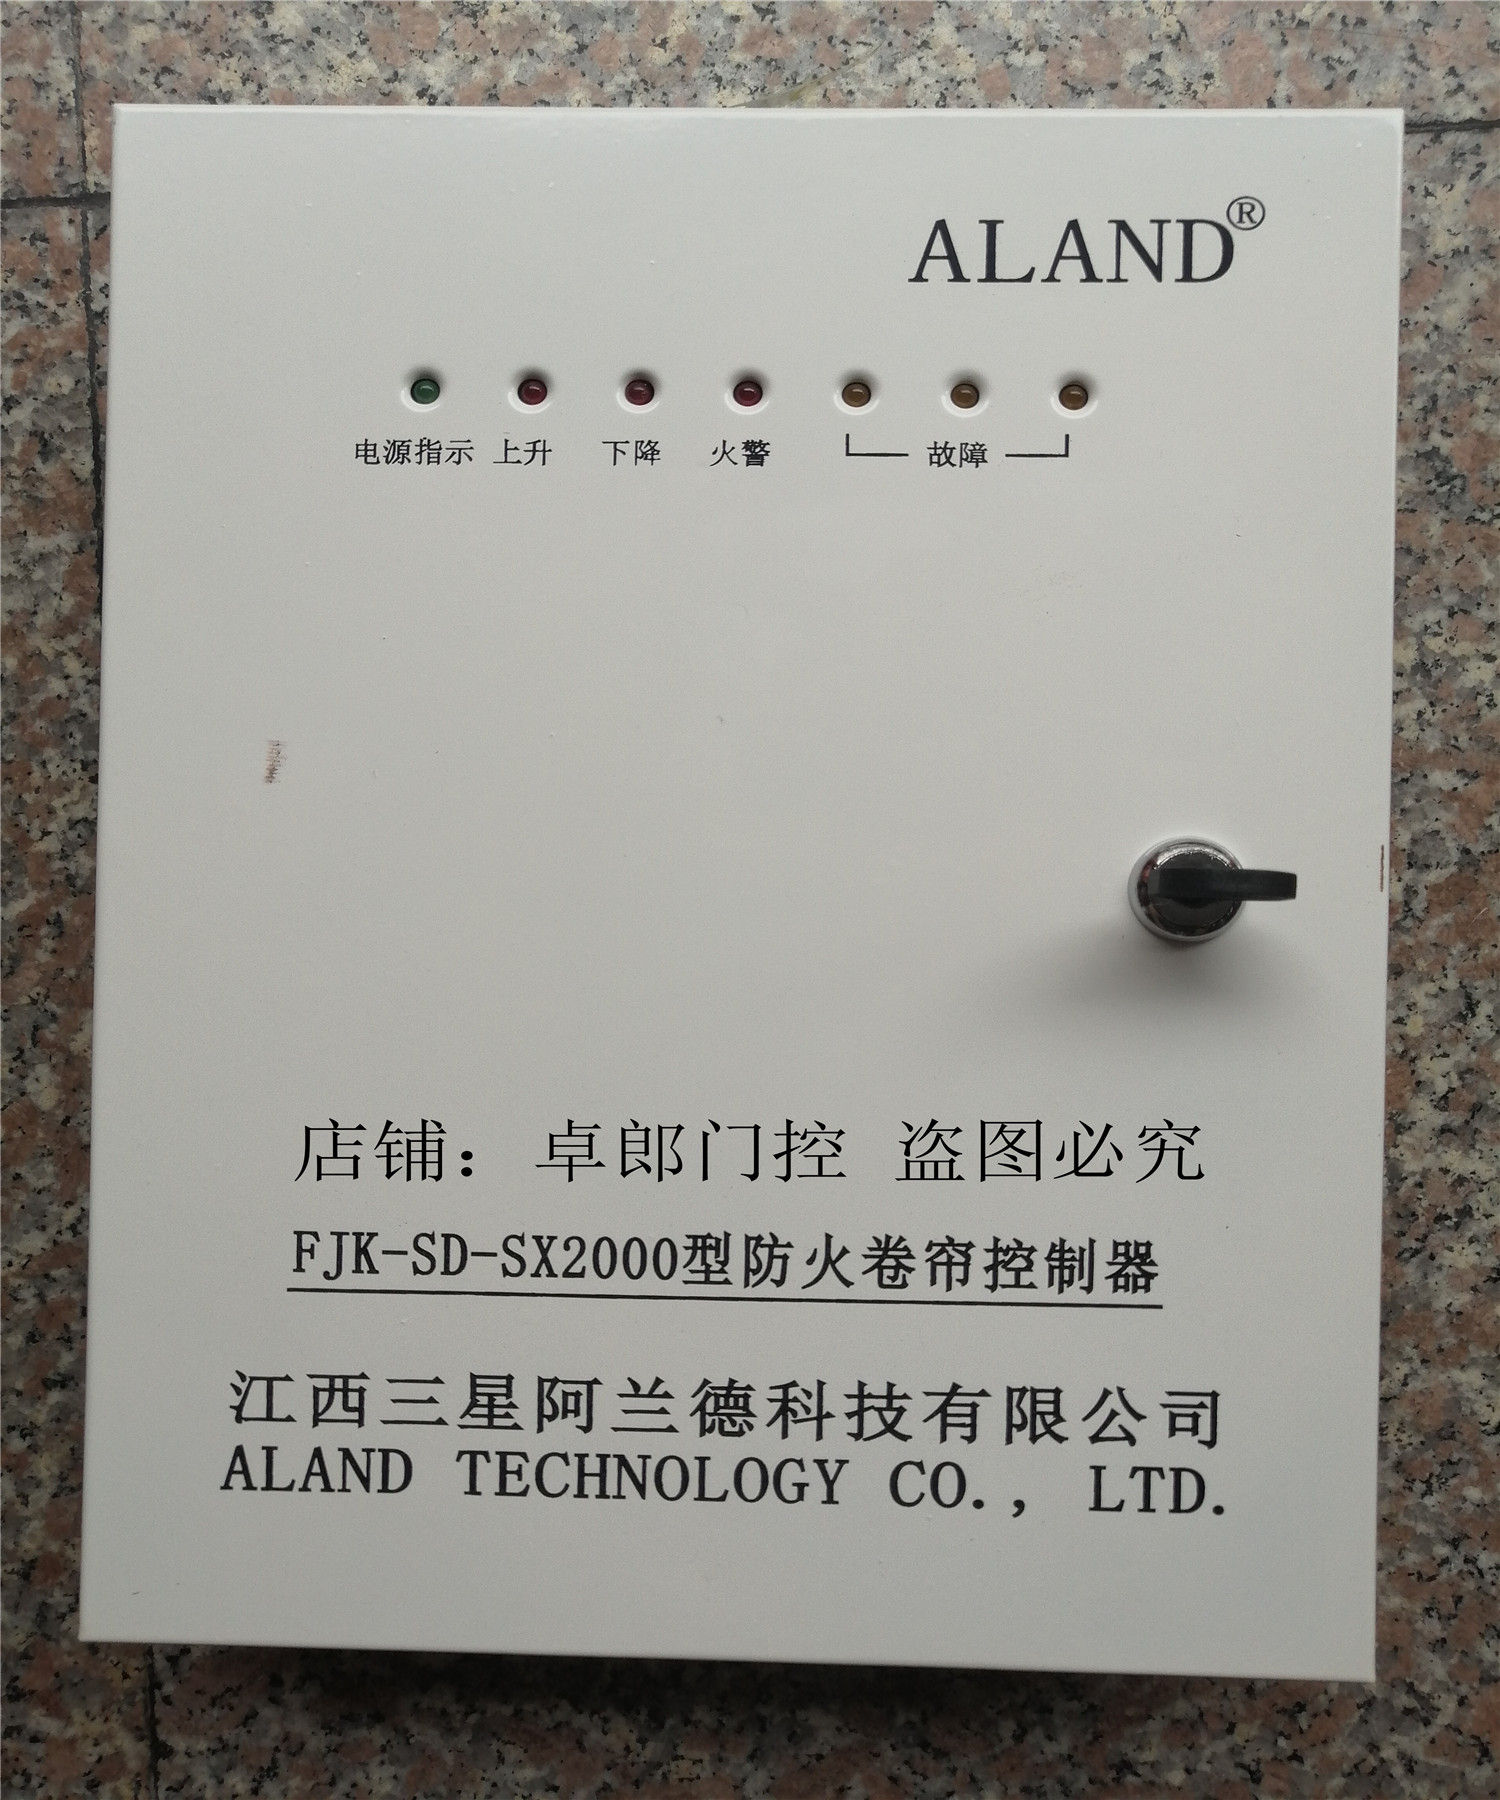 ALAND®
电源指示 上升 下降 火警 故障
店铺：卓郎门控 盗图必究
FJK-SD-SX2000型防火卷帘控制器
江西三星阿兰德科技有限公司
ALAND TECHNOLOGY CO., LTD.